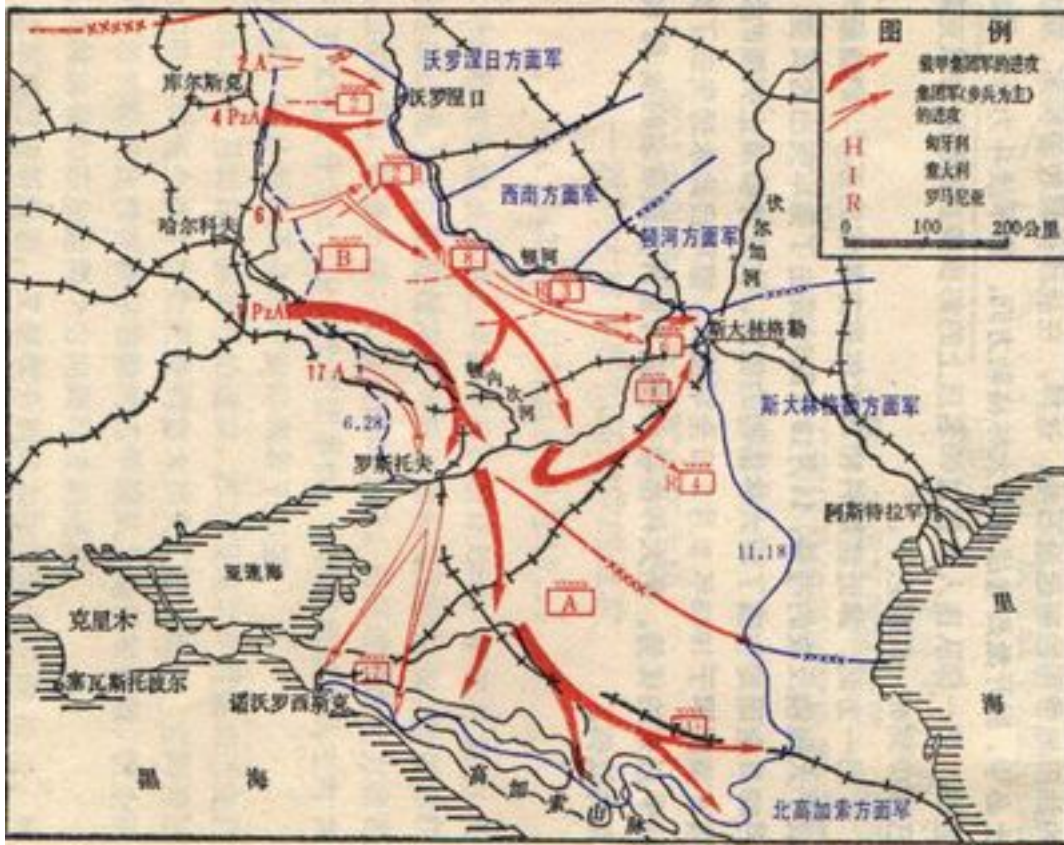 图 例
装甲集团军的进攻
集团军(步兵为主)
的进攻
H 匈牙利
I 意大利
R 罗马尼亚
0 100 200公里
2 A
沃罗涅日方面军
库尔斯克
2
沃罗涅日
4 PzA
2
西南方面军
伏尔加河
6
哈尔科夫
顿河方面军
B
8
顿河
3
PzA
斯大林格勒
6
17 A
顿内次河
4
斯大林格勒方面军
6.28
罗斯托夫
R 4
阿斯特拉罕
11.18
亚速海
A
里海
克里木
塞瓦斯托波尔
17
诺沃罗西斯克
1
黑海
高加索山脉
北高加索方面军